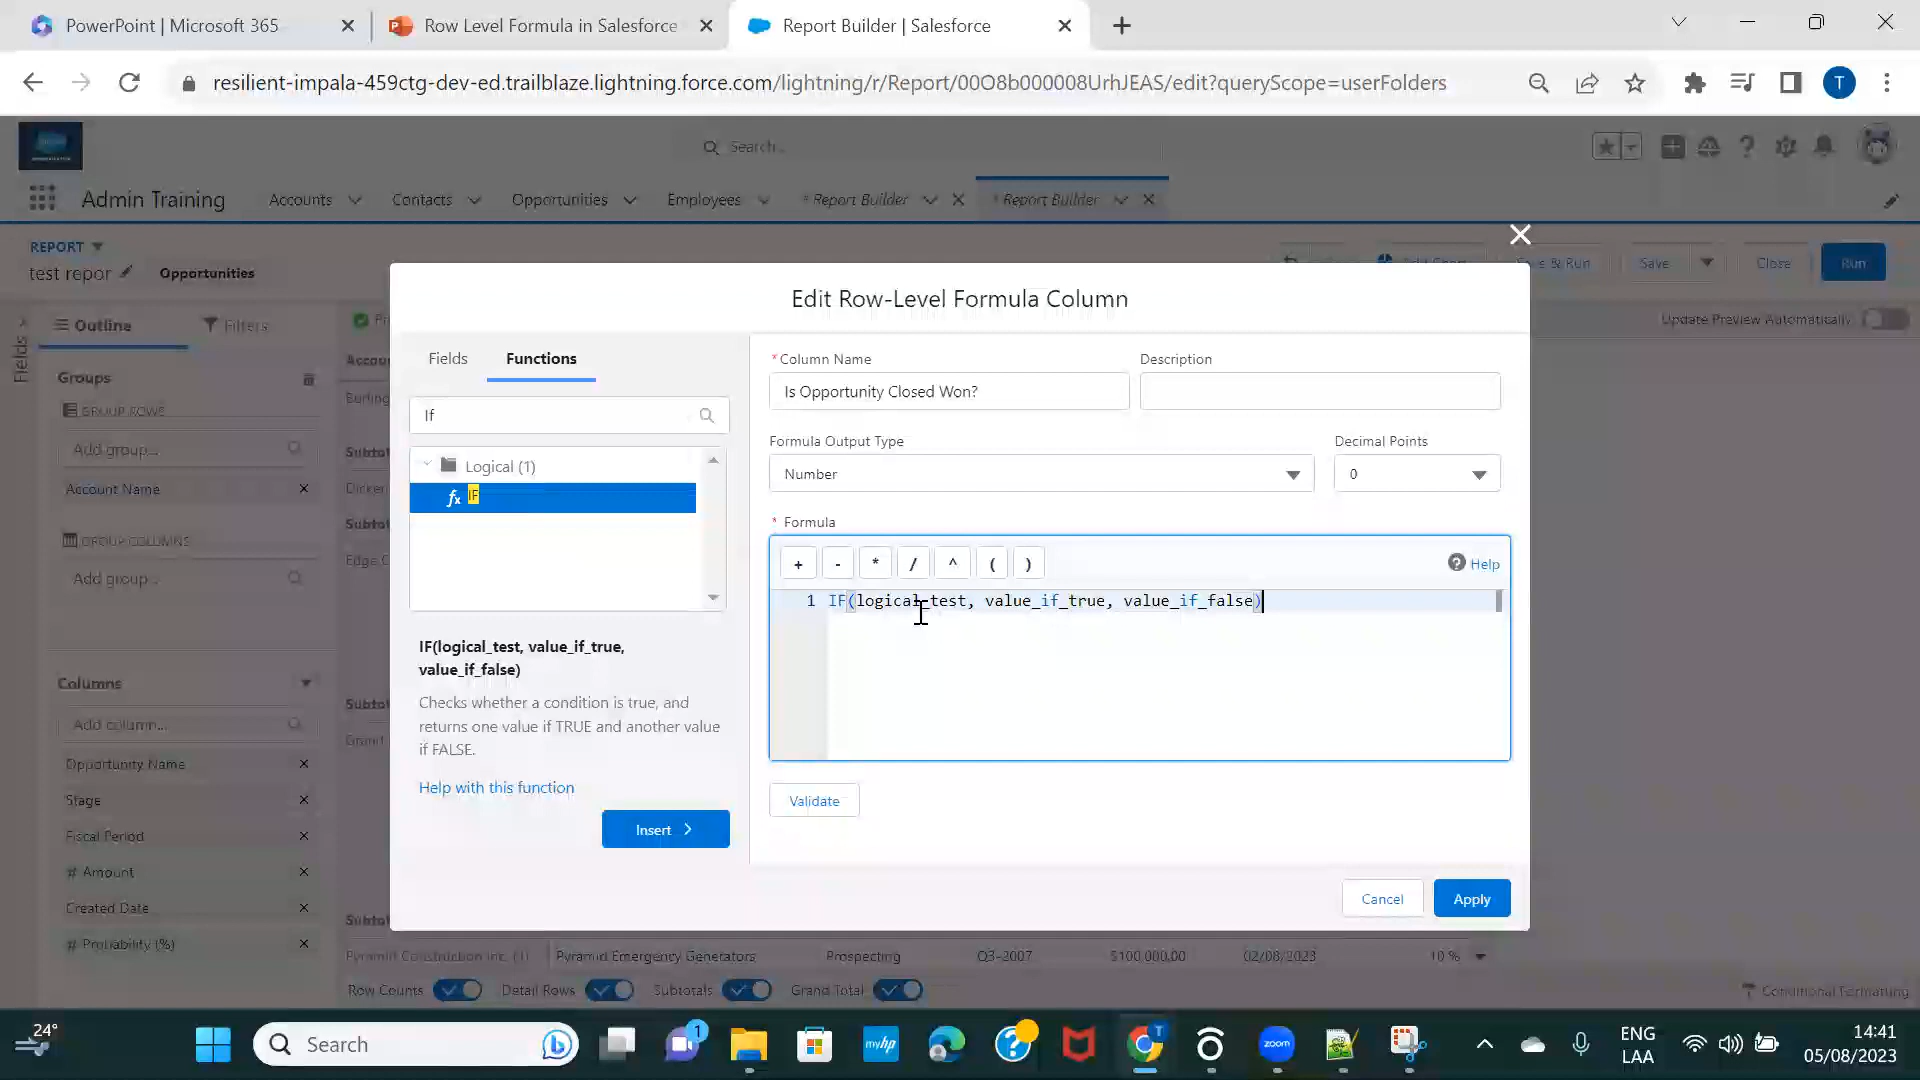 PowerPoint | Microsoft 365
Row Level Formula in Salesforce
Report Builder | Salesforce
resilient-impala-459ctg-dev-ed.trailblaze.lightning.force.com/lightning/r/Report/00O8b000008UrhJEAS/edit?queryScope=userFolders
T
Search...
Admin Training
Accounts
Contacts
Opportunities
Employees
* Report Builder
* Report Builder
REPORT
test repor
Opportunities
Save & Run
Save
Close
Run
Fields
Outline
Filters
Update Preview Automatically
Groups
GROUP ROWS
Add group...
Account Name
GROUP COLUMNS
Add group...
Columns
Add column...
Opportunity Name
Stage
Fiscal Period
# Amount
Created Date
# Probability (%)
Edit Row-Level Formula Column
Fields
Functions
If
Logical (1)
fx IF
IF(logical_test, value_if_true,
value_if_false)
Checks whether a condition is true, and
returns one value if TRUE and another value
if FALSE.
Help with this function
Insert
* Column Name
Is Opportunity Closed Won?
Description
Formula Output Type
Number
Decimal Points
0
* Formula
+ - * / ^ ( )
Help
1 IF(logical_test, value_if_true, value_if_false)
Validate
Cancel
Apply
Pyramid Construction Inc. (1)
Pyramid Emergency Generators
Prospecting
Q3-2007
$100,000.00
02/08/2023
10 %
Row Counts
Detail Rows
Subtotals
Grand Total
Conditional Formatting
24°
Search
1
myhp
T
zoom
ENG
LAA
14:41
05/08/2023